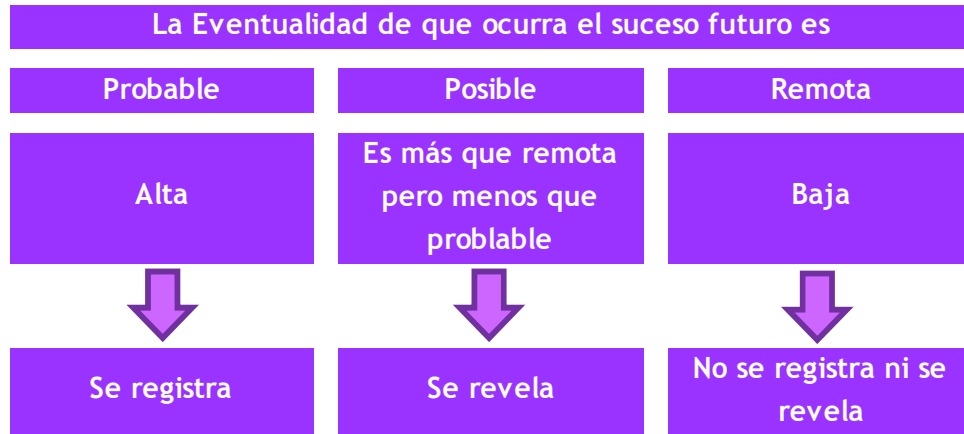 La Eventualidad de que ocurra el suceso futuro es
Probable
Posible
Remota
Alta
Es más que remota
pero menos que
problable
Baja
Se registra
Se revela
No se registra ni se
revela